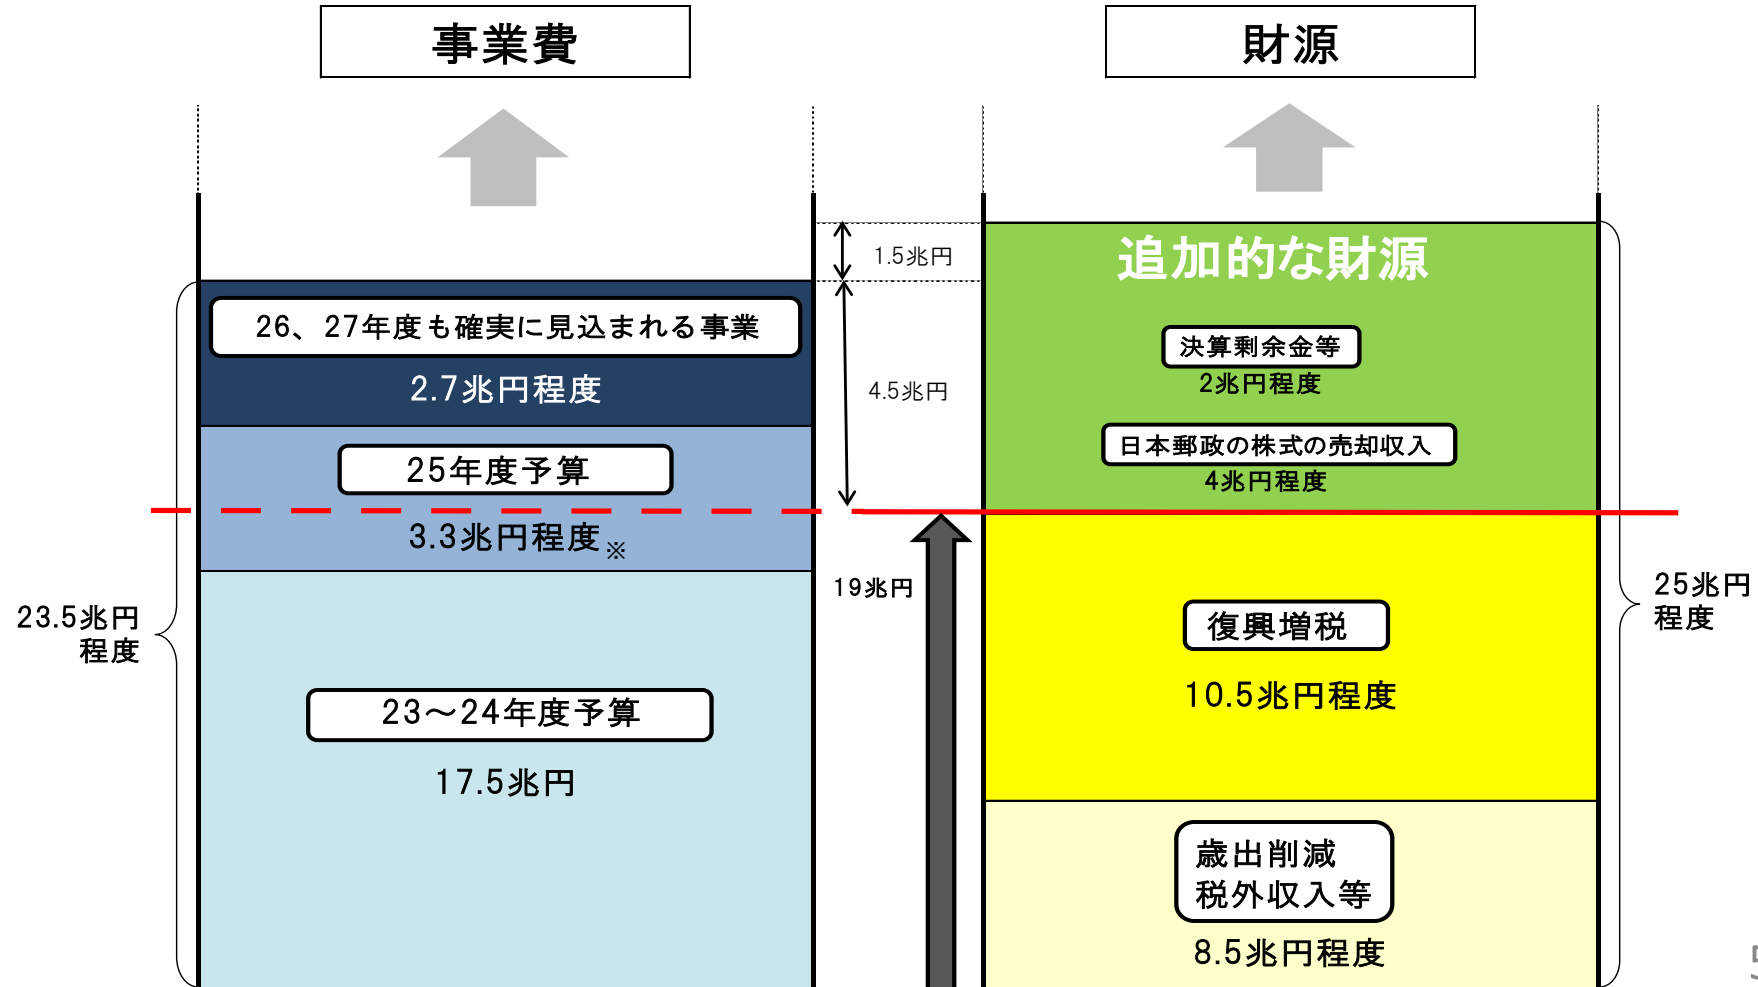 事業費
財源
1.5兆円
追加的な財源
26、27年度も確実に見込まれる事業
2.7兆円程度
4.5兆円
決算剰余金等
2兆円程度
日本郵政の株式の売却収入
4兆円程度
25年度予算
3.3兆円程度※
19兆円
23.5兆円
程度
25兆円
程度
復興増税
10.5兆円程度
23～24年度予算
17.5兆円
歳出削減
税外収入等
8.5兆円程度